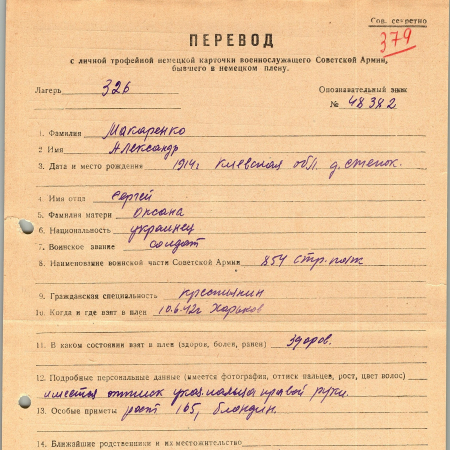 Сов. секретно
379
ПЕРЕВОД
с личной трофейной немецкой карточки военнослужащего Советской Армии,
бывшего в немецком плену.
Лагерь 326
Опознавательный знак
№ 48382
1. Фамилия Макаренко
2 Имя Александр
3. Дата и место рождения 1914г Киевская обл. д. Стенок.
4 Имя отца Сергей
5. Фамилия матери Оксана
6. Национальность украинец
7. Воинское звание солдат
8. Наименование воинской части Советской Армии 854 стр. полк
9. Гражданская специальность крестьянин
10. Когда и где взят в плен 10.6.42г Харьков
11. В каком состоянии взят в плен (здоров, болен, ранен) здоров.
12. Подробные персональные данные (имеется фотография, оттиск пальцев, рост, цвет волос)
имеется оттиск указ. пальца правой руки.
13. Особые приметы рост 165, блондин.
14. Ближайшие родственники и их местожительство